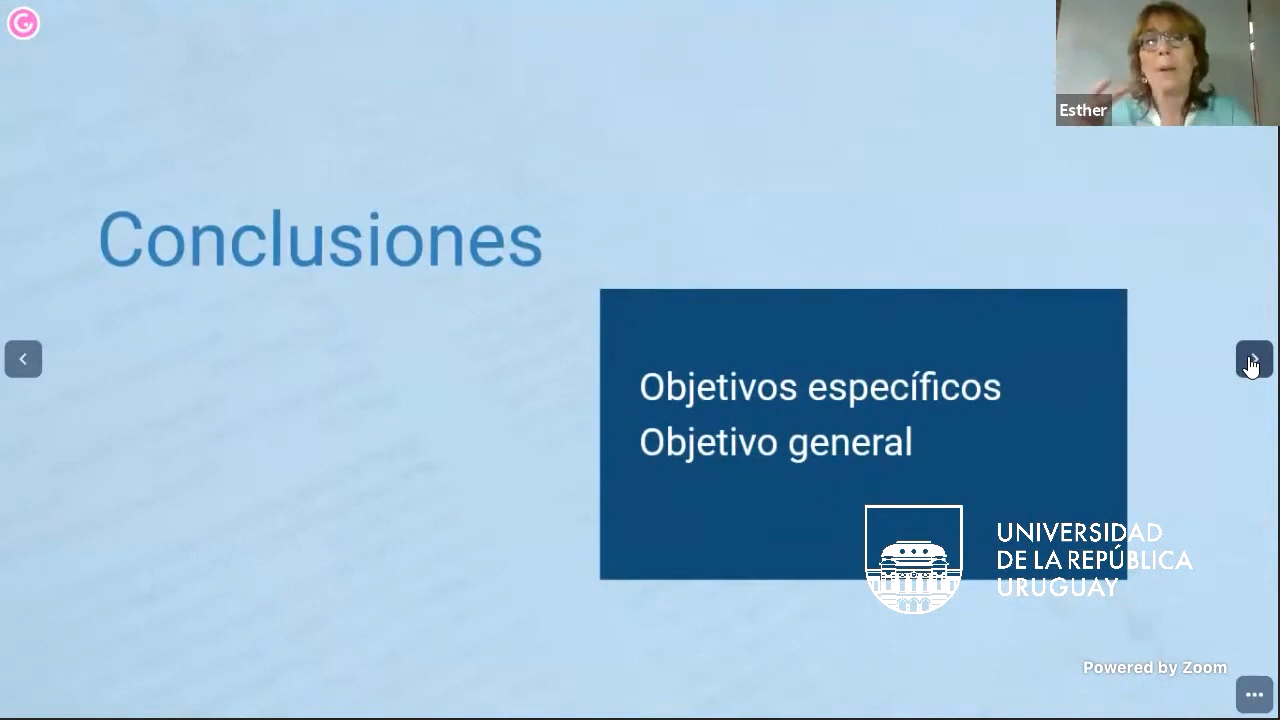 Esther
Conclusiones
Objetivos específicos
Objetivo general
UNIVERSIDAD
DE LA REPÚBLICA
URUGUAY
Powered by Zoom